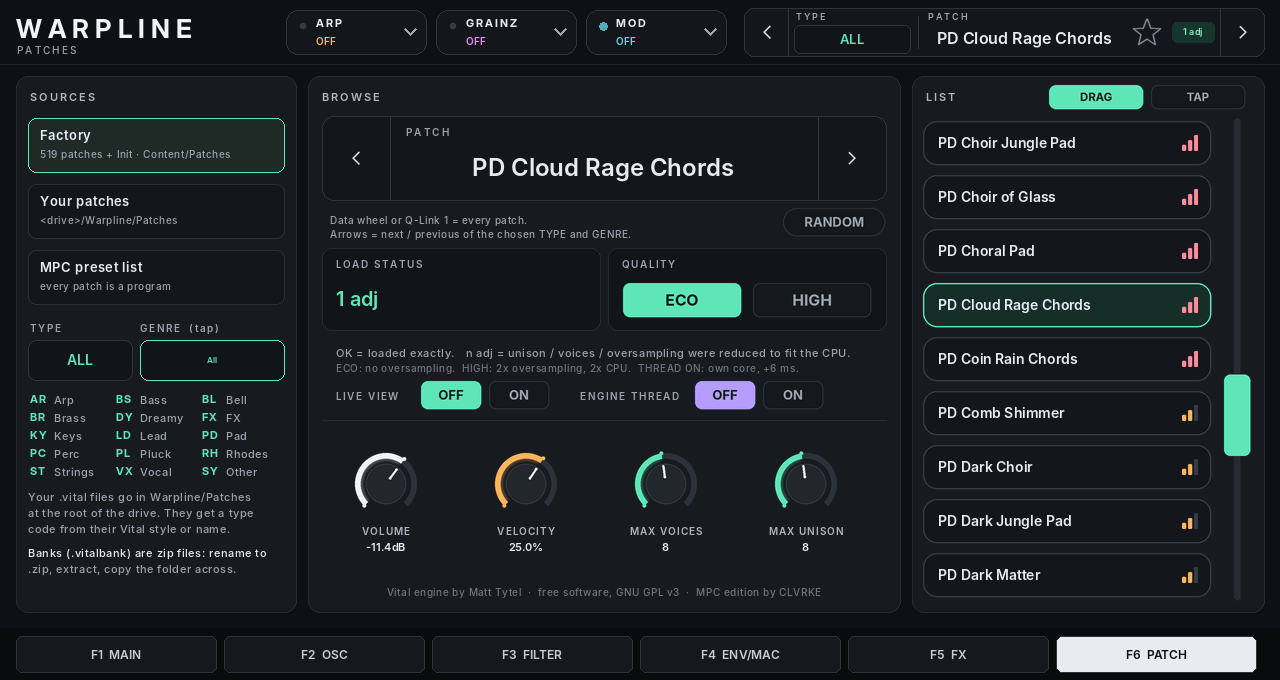 WARPLINE
PATCHES
ARP
OFF
GRAINZ
OFF
MOD
OFF
TYPE
ALL
PATCH
PD Cloud Rage Chords
1 adj
SOURCES
Factory
519 patches + Init · Content/Patches
Your patches
<drive>/Warpline/Patches
MPC preset list
every patch is a program
TYPE
GENRE (tap)
ALL
All
AR Arp BS Bass BL Bell
BR Brass DY Dreamy FX FX
KY Keys LD Lead PD Pad
PC Perc PL Pluck RH Rhodes
ST Strings VX Vocal SY Other
Your .vital files go in Warpline/Patches
at the root of the drive. They get a type
code from their Vital style or name.
Banks (.vitalbank) are zip files: rename to
.zip, extract, copy the folder across.
BROWSE
PATCH
PD Cloud Rage Chords
Data wheel or Q-Link 1 = every patch.
Arrows = next / previous of the chosen TYPE and GENRE.
RANDOM
LOAD STATUS
1 adj
QUALITY
ECO
HIGH
OK = loaded exactly. n adj = unison / voices / oversampling were reduced to fit the CPU.
ECO: no oversampling. HIGH: 2x oversampling, 2x CPU. THREAD ON: own core, +6 ms.
LIVE VIEW
OFF
ON
ENGINE THREAD
OFF
ON
VOLUME
-11.4dB
VELOCITY
25.0%
MAX VOICES
8
MAX UNISON
8
Vital engine by Matt Tytel · free software, GNU GPL v3 · MPC edition by CLVRKE
LIST
DRAG
TAP
PD Choir Jungle Pad
PD Choir of Glass
PD Choral Pad
PD Cloud Rage Chords
PD Coin Rain Chords
PD Comb Shimmer
PD Dark Choir
PD Dark Jungle Pad
PD Dark Matter
F1 MAIN
F2 OSC
F3 FILTER
F4 ENV/MAC
F5 FX
F6 PATCH